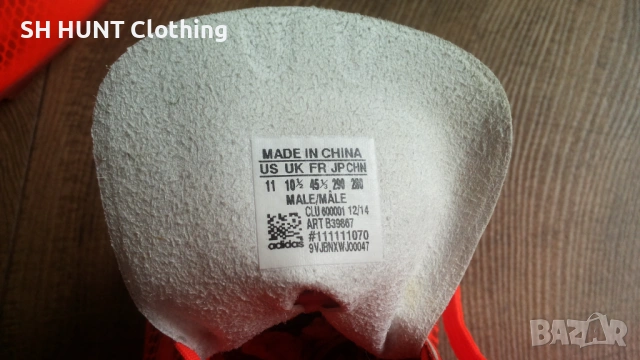 SH HUNT Clothing
MADE IN CHINA
US UK FR JP CHN
11 10½ 45⅓ 290 280
MALE/MÂLE
CLU 600001 12/14
ART B39867
#111111070
9VJBNXWJ00047
adidas
BAZAR